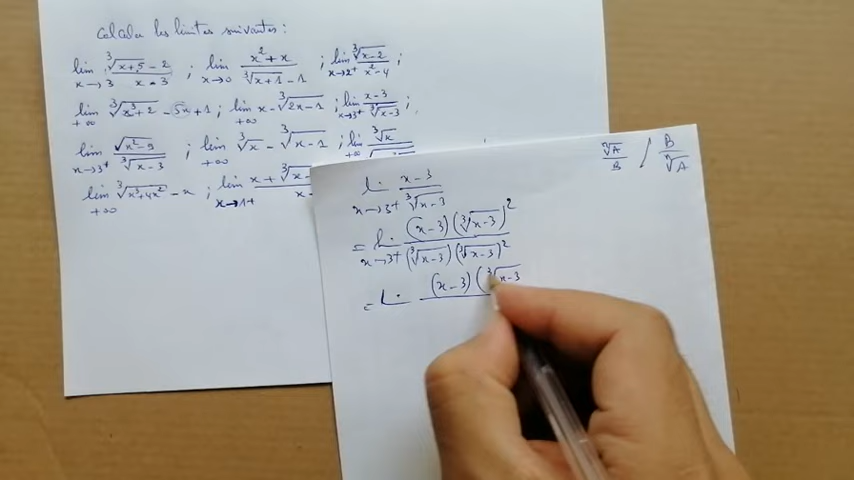 Calculer les limites suivantes :
lim x→3 ∛(x+5) - 2 / x - 3 ; lim x→0 x² + x / ∛(x+1) - 1 ; lim x→2⁺ ∛(x-2) / x² - 4 ;
lim +∞ ∛(x³+2) - 5x + 1 ; lim +∞ x - ∛(2x-1) ; lim x→3⁺ x-3 / ∛(x-3) ;
lim x→3⁺ √(x²-9) / ∛(x-3) ; lim +∞ ∛x - ∛(x-1) ; lim +∞ ∛x
lim +∞ ∛(x³+4x²) - x ; lim x→1⁺ x + ∛x-
ⁿ√A / B / B / ⁿ√A
lim x→3⁺ x-3 / ∛(x-3)
= lim x→3⁺ (x-3)(∛(x-3))² / (∛(x-3))(∛(x-3))²
= lim (x-3)(∛x-3